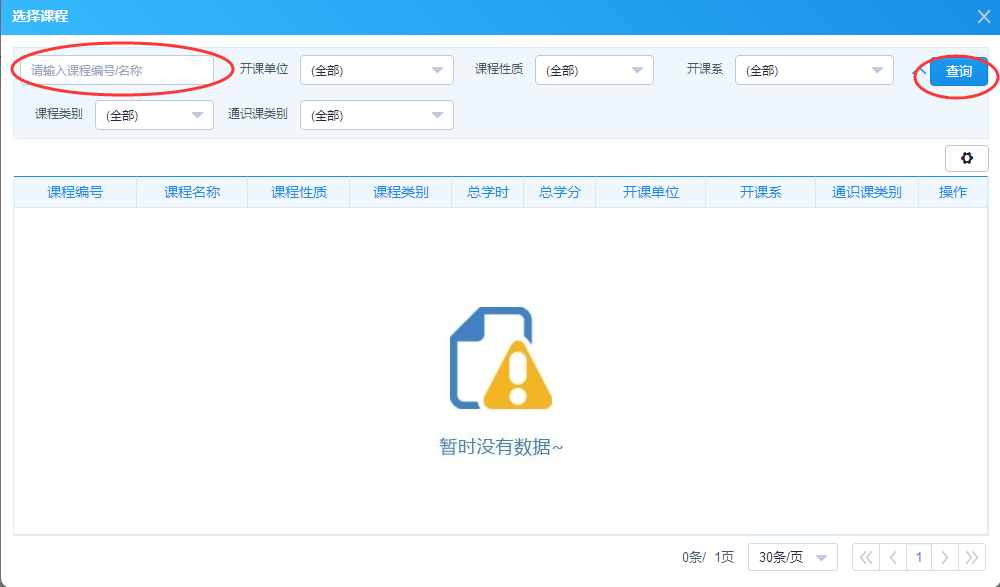 选择课程
请输入课程编号/名称 开课单位 (全部) 课程性质 (全部) 开课系 (全部) 查询
课程类别 (全部) 通识课类别 (全部)
课程编号 课程名称 课程性质 课程类别 总学时 总学分 开课单位 开课系 通识课类别 操作
暂时没有数据~
0条/ 1页 30条/页 1